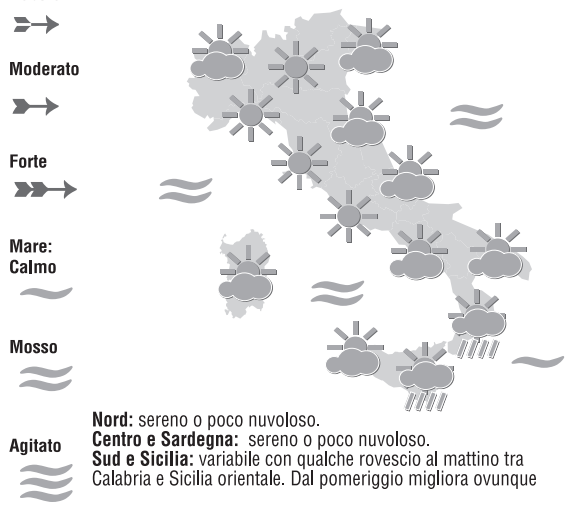 Moderato
Forte
Mare:
Calmo
Mosso
Agitato
Nord: sereno o poco nuvoloso.
Centro e Sardegna: sereno o poco nuvoloso.
Sud e Sicilia: variabile con qualche rovescio al mattino tra
Calabria e Sicilia orientale. Dal pomeriggio migliora ovunque